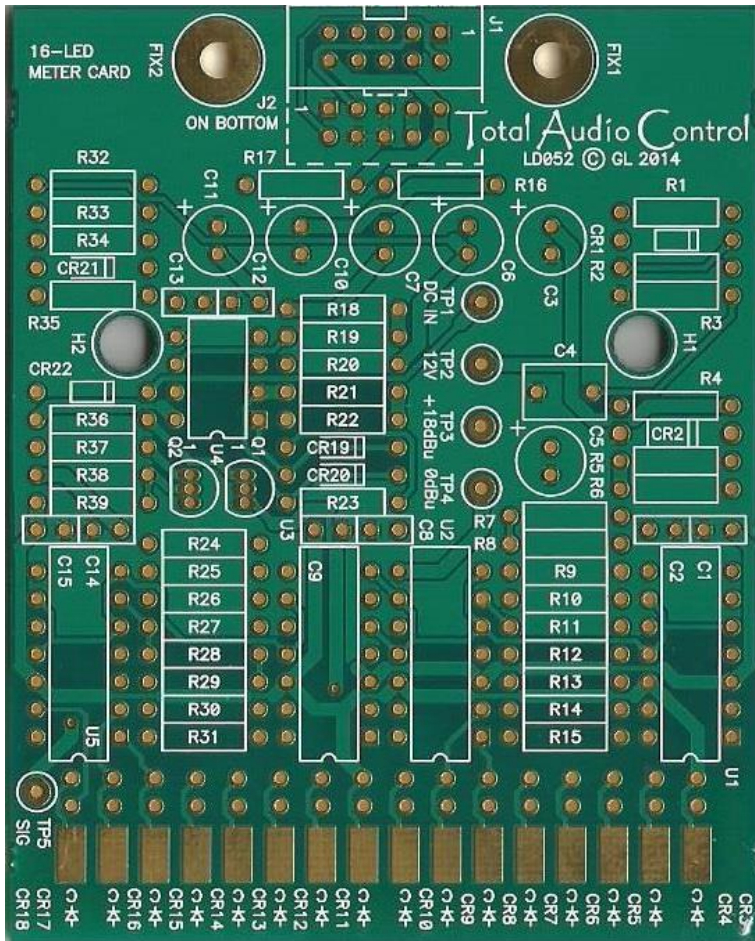 16-LED
METER CARD
FIX2
J1
1
FIX1
J2
ON BOTTOM
1
Total Audio Control
LD052 © GL 2014
R32
R17
R16
R1
C11
R33
R34
CR21
R35
C13
C12
C10
C7
C6
C3
CR1
R2
R3
TP1
DC IN
H2
H1
R18
R19
R20
R21
R22
TP2
12V
C4
CR22
R4
R36
R37
R38
R39
TP3
+18dBu
C5
CR2
R5
R6
Q2
1
U4
1
Q1
CR19
CR20
TP4
0dBu
R23
U3
C8
U2
R7
R8
C15
C14
C9
C2
C1
R24
R25
R26
R27
R28
R29
R30
R31
R9
R10
R11
R12
R13
R14
R15
U5
U1
TP5
SIG
CR18
CR17
CR16
CR15
CR14
CR13
CR12
CR11
CR10
CR9
CR8
CR7
CR6
CR5
CR4
CR3